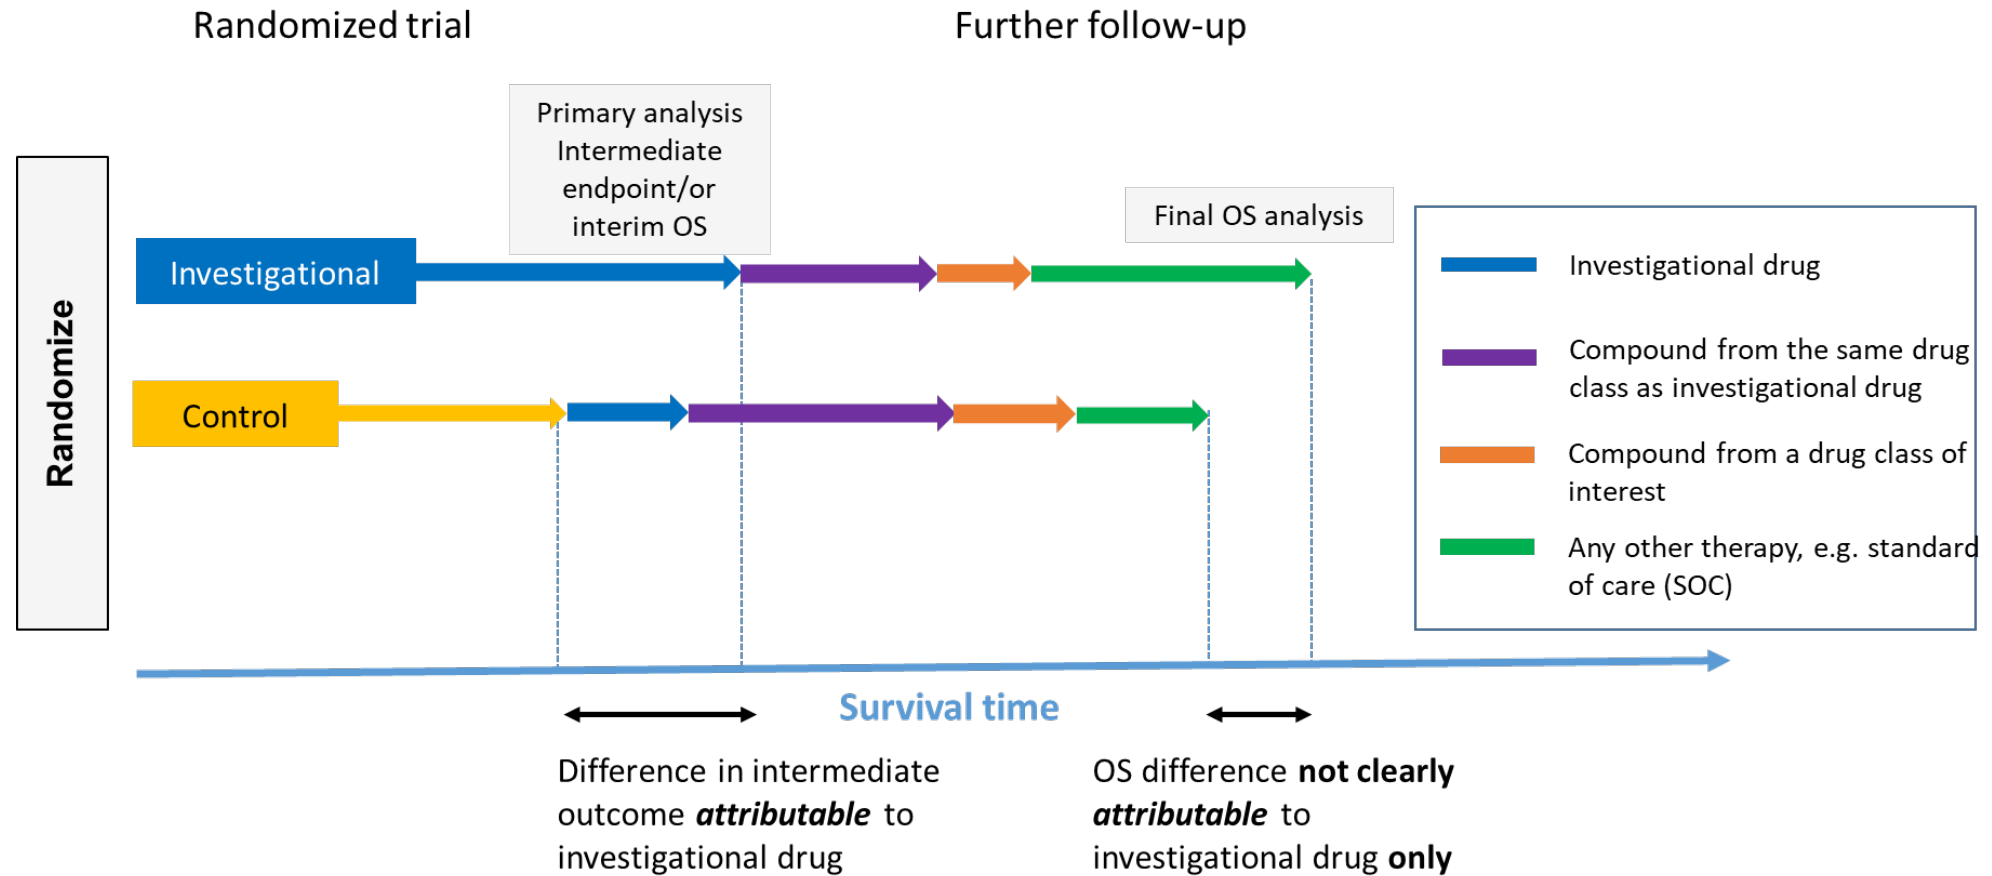 Randomized trial
Further follow-up
Primary analysis
Intermediate
endpoint/or
interim OS
Final OS analysis
Randomize
Investigational
Control
Investigational drug
Compound from the same drug
class as investigational drug
Compound from a drug class of
interest
Any other therapy, e.g. standard
of care (SOC)
Survival time
Difference in intermediate
outcome attributable to
investigational drug
OS difference not clearly
attributable to
investigational drug only